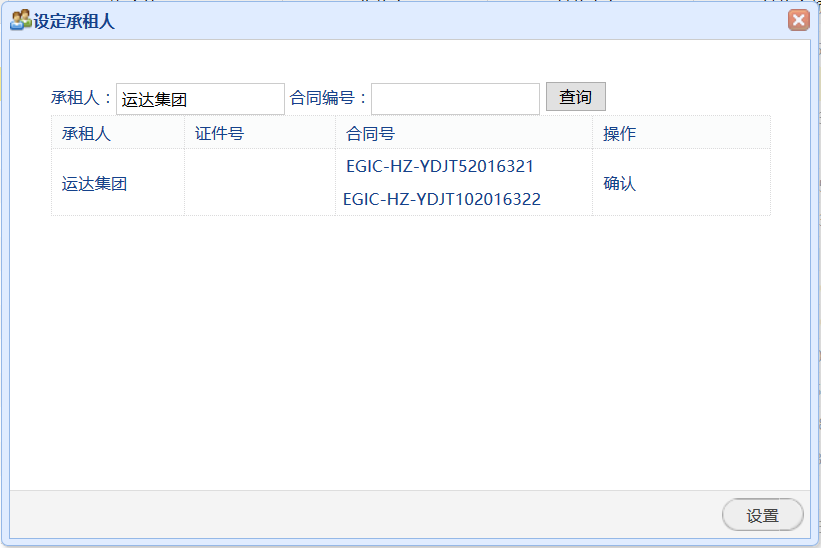 设定承租人
承租人： 运达集团 合同编号： 查询
承租人 证件号 合同号 操作
运达集团 EGIC-HZ-YDJT52016321 确认
EGIC-HZ-YDJT102016322
设置